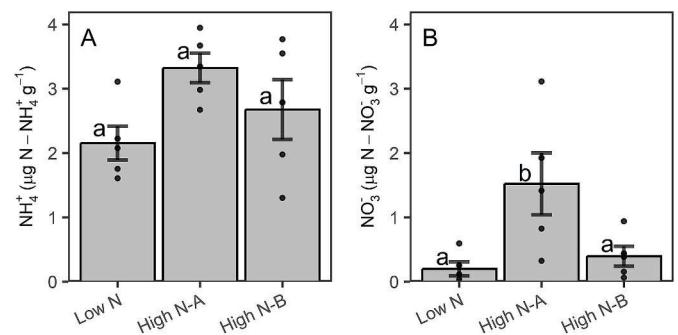 A
B
NH₄⁺ (µg N – NH₄⁺ g⁻¹)
4
3
2
1
0
a
a
a
Low N
High N-A
High N-B
NO₃⁻ (µg N – NO₃⁻ g⁻¹)
4
3
2
1
0
a
b
a
Low N
High N-A
High N-B